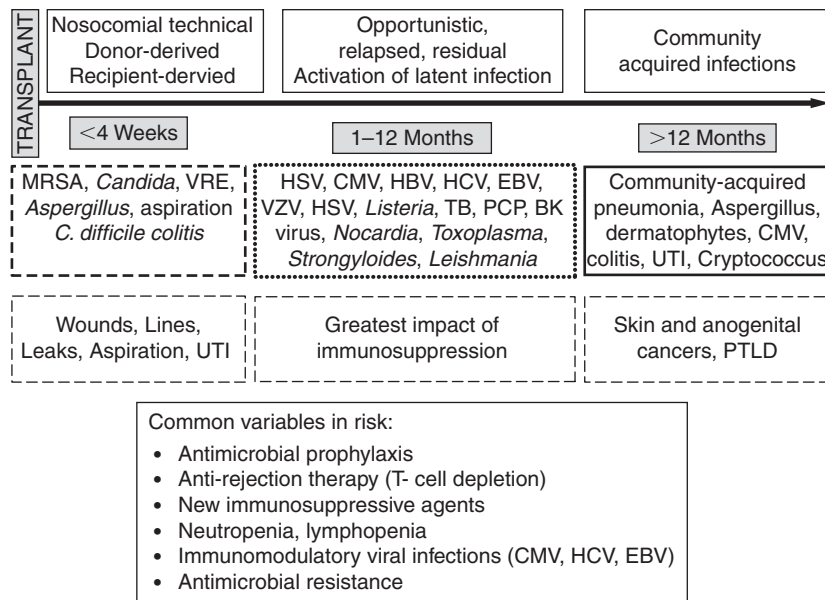 TRANSPLANT
Nosocomial technical
Donor-derived
Recipient-dervied
Opportunistic,
relapsed, residual
Activation of latent infection
Community
acquired infections
<4 Weeks
1–12 Months
>12 Months
MRSA, Candida, VRE,
Aspergillus, aspiration
C. difficile colitis
HSV, CMV, HBV, HCV, EBV,
VZV, HSV, Listeria, TB, PCP, BK
virus, Nocardia, Toxoplasma,
Strongyloides, Leishmania
Community-acquired
pneumonia, Aspergillus,
dermatophytes, CMV,
colitis, UTI, Cryptococcus
Wounds, Lines,
Leaks, Aspiration, UTI
Greatest impact of
immunosuppression
Skin and anogenital
cancers, PTLD
Common variables in risk:
• Antimicrobial prophylaxis
• Anti-rejection therapy (T- cell depletion)
• New immunosuppressive agents
• Neutropenia, lymphopenia
• Immunomodulatory viral infections (CMV, HCV, EBV)
• Antimicrobial resistance